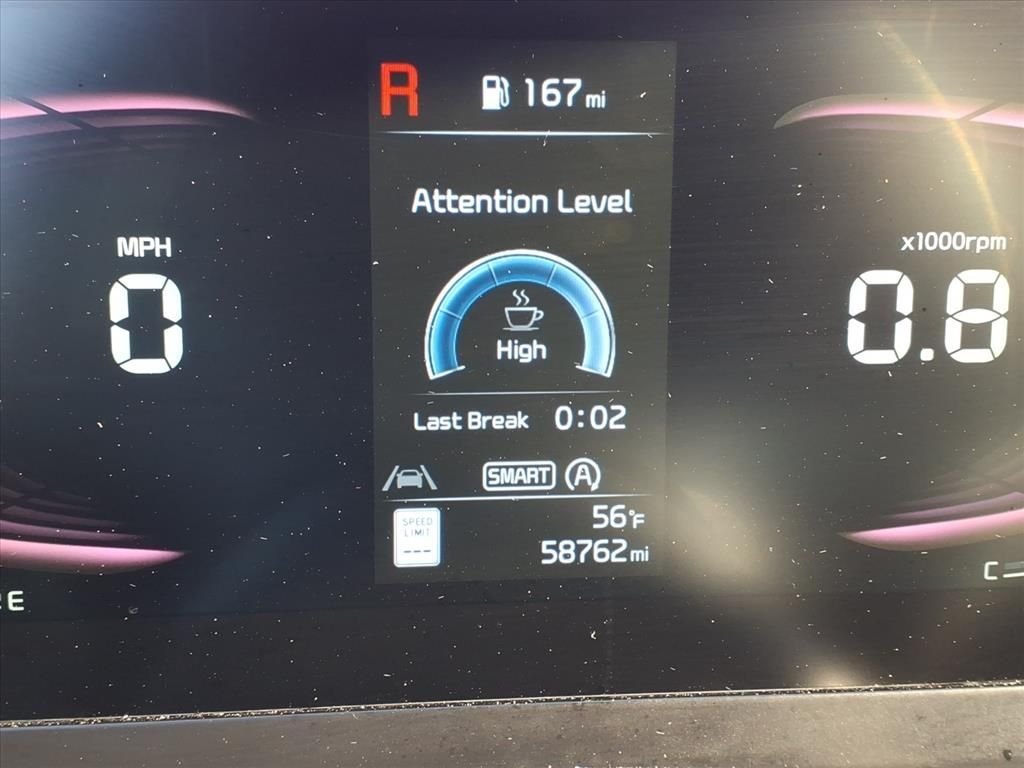 R 167 mi
Attention Level
MPH
x1000rpm
0
0.8
High
Last Break 0:02
SMART A
SPEED
LIMIT
---
56°F
58762 mi
E
C